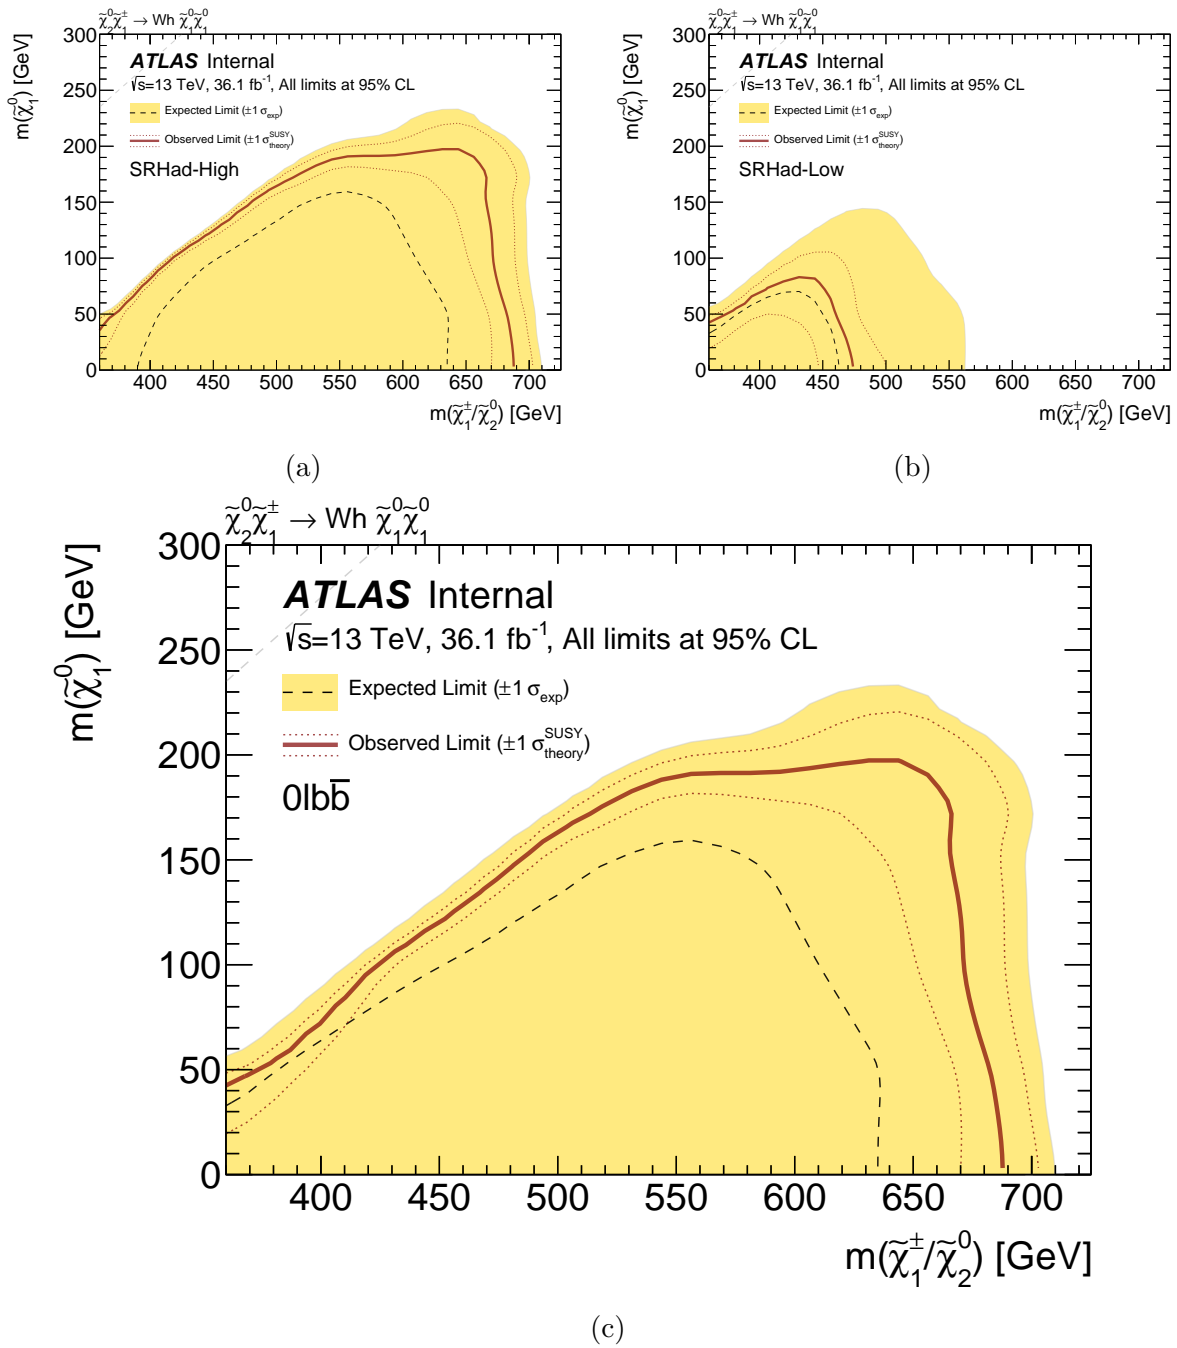 χ̃⁰₂χ̃±₁ → Wh χ̃⁰₁χ̃⁰₁
m(χ̃⁰₁) [GeV]
300
250
200
150
100
50
0
ATLAS Internal
√s=13 TeV, 36.1 fb⁻¹, All limits at 95% CL
Expected Limit (±1 σ_exp)
Observed Limit (±1 σ^SUSY_theory)
SRHad-High
400 450 500 550 600 650 700
m(χ̃±₁/χ̃⁰₂) [GeV]
(a)
χ̃⁰₂χ̃±₁ → Wh χ̃⁰₁χ̃⁰₁
m(χ̃⁰₁) [GeV]
300
250
200
150
100
50
0
ATLAS Internal
√s=13 TeV, 36.1 fb⁻¹, All limits at 95% CL
Expected Limit (±1 σ_exp)
Observed Limit (±1 σ^SUSY_theory)
SRHad-Low
400 450 500 550 600 650 700
m(χ̃±₁/χ̃⁰₂) [GeV]
(b)
χ̃⁰₂χ̃±₁ → Wh χ̃⁰₁χ̃⁰₁
m(χ̃⁰₁) [GeV]
300
250
200
150
100
50
0
ATLAS Internal
√s=13 TeV, 36.1 fb⁻¹, All limits at 95% CL
Expected Limit (±1 σ_exp)
Observed Limit (±1 σ^SUSY_theory)
0lbb̄
400 450 500 550 600 650 700
m(χ̃±₁/χ̃⁰₂) [GeV]
(c)